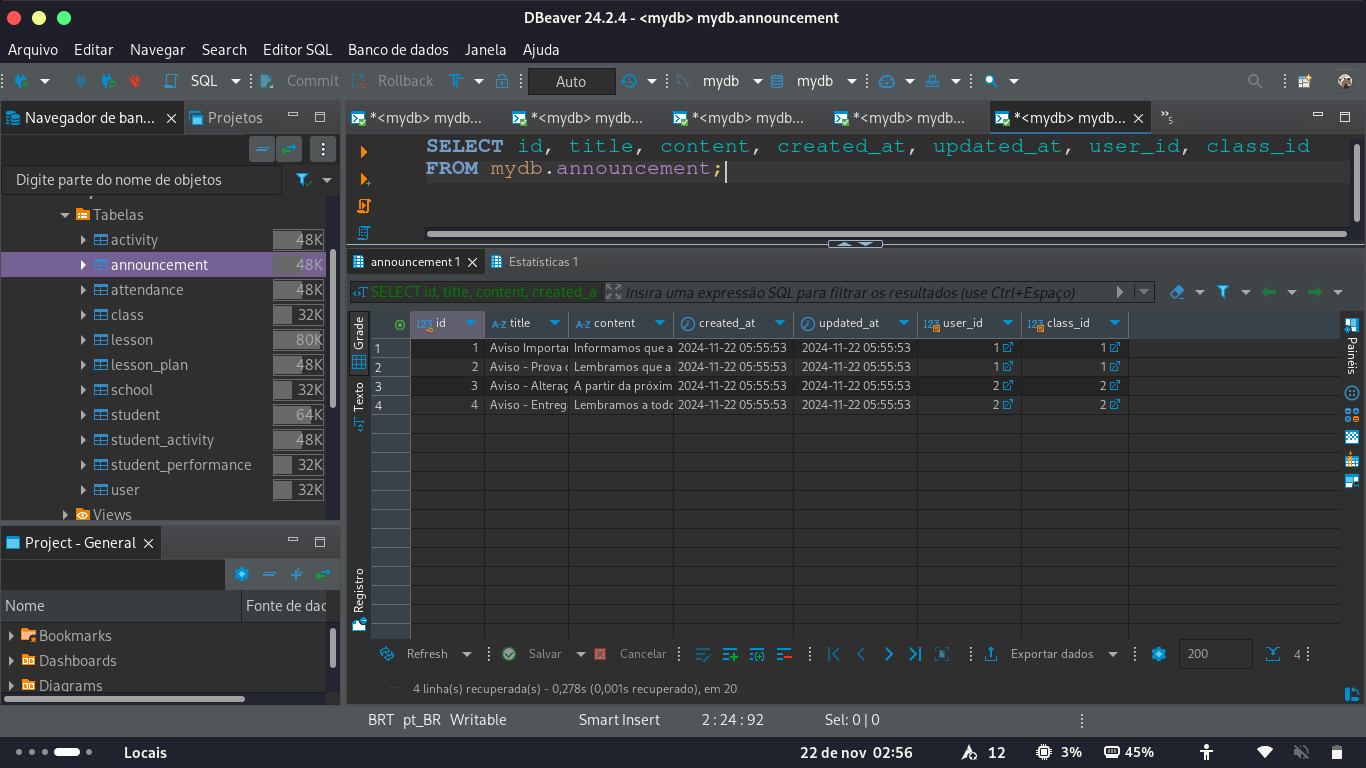 DBeaver 24.2.4 - <mydb> mydb.announcement
Arquivo Editar Navegar Search Editor SQL Banco de dados Janela Ajuda
SQL Commit Rollback Auto mydb mydb
Navegador de ban... Projetos
*<mydb> mydb... *<mydb> mydb... *<mydb> mydb... *<mydb> mydb... *<mydb> mydb... »5
Digite parte do nome de objetos
Tabelas
activity 48K
announcement 48K
attendance 48K
class 32K
lesson 80K
lesson_plan 48K
school 32K
student 64K
student_activity 48K
student_performance 32K
user 32K
Views
Project - General
Nome Fonte de dad
Bookmarks
Dashboards
Diagrams
SELECT id, title, content, created_at, updated_at, user_id, class_id
FROM mydb.announcement;
announcement 1 Estatísticas 1
SELECT id, title, content, created_a Insira uma expressão SQL para filtrar os resultados (use Ctrl+Espaço)
Grade
Texto
Registro
123 id A-Z title A-Z content created_at updated_at 123 user_id 123 class_id
1 1 Aviso Importan Informamos que a 2024-11-22 05:55:53 2024-11-22 05:55:53 1 1
2 2 Aviso - Prova d Lembramos que a 2024-11-22 05:55:53 2024-11-22 05:55:53 1 1
3 3 Aviso - Alteraç A partir da próxim 2024-11-22 05:55:53 2024-11-22 05:55:53 2 2
4 4 Aviso - Entreg Lembramos a todo 2024-11-22 05:55:53 2024-11-22 05:55:53 2 2
Painéis
Refresh Salvar Cancelar Exportar dados 200 4
4 linha(s) recuperada(s) - 0,278s (0,001s recuperado), em 20
BRT pt_BR Writable Smart Insert 2 : 24 : 92 Sel: 0 | 0
Locais 22 de nov 02:56 12 3% 45%